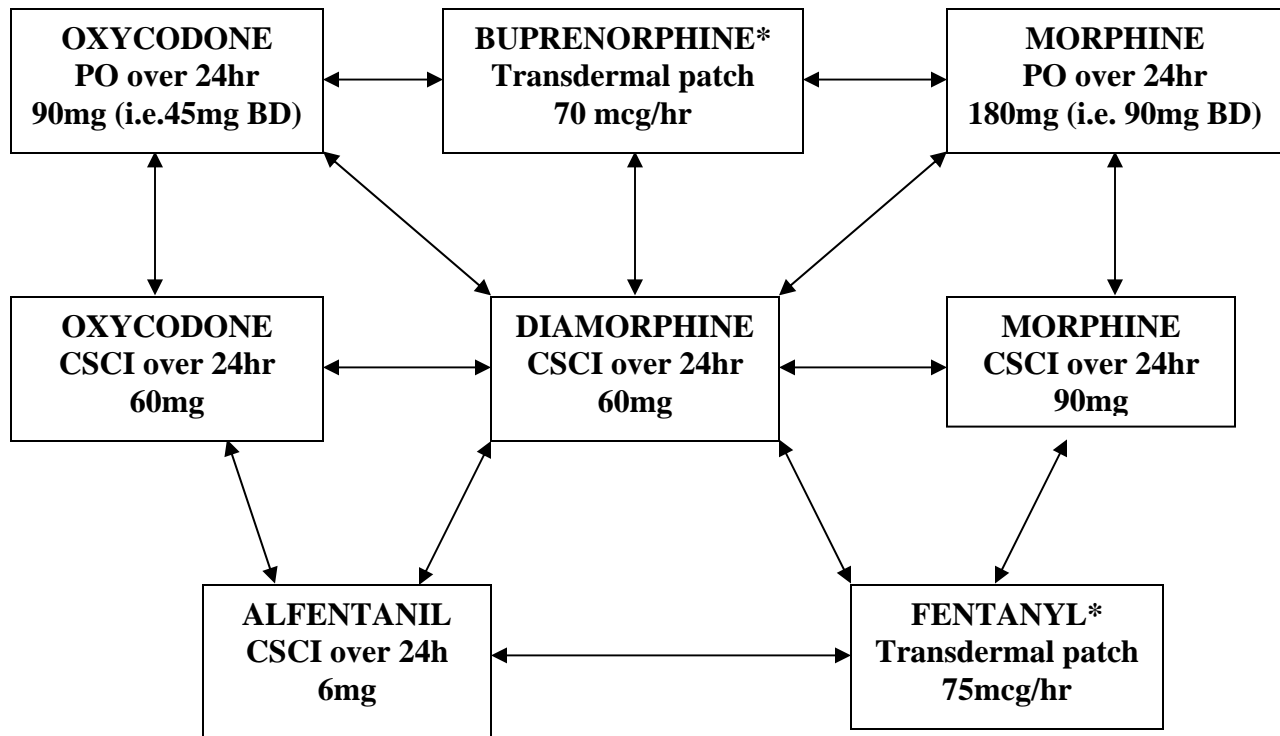 OXYCODONE
PO over 24hr
90mg (i.e.45mg BD)
BUPRENORPHINE*
Transdermal patch
70 mcg/hr
MORPHINE
PO over 24hr
180mg (i.e. 90mg BD)
OXYCODONE
CSCI over 24hr
60mg
DIAMORPHINE
CSCI over 24hr
60mg
MORPHINE
CSCI over 24hr
90mg
ALFENTANIL
CSCI over 24h
6mg
FENTANYL*
Transdermal patch
75mcg/hr